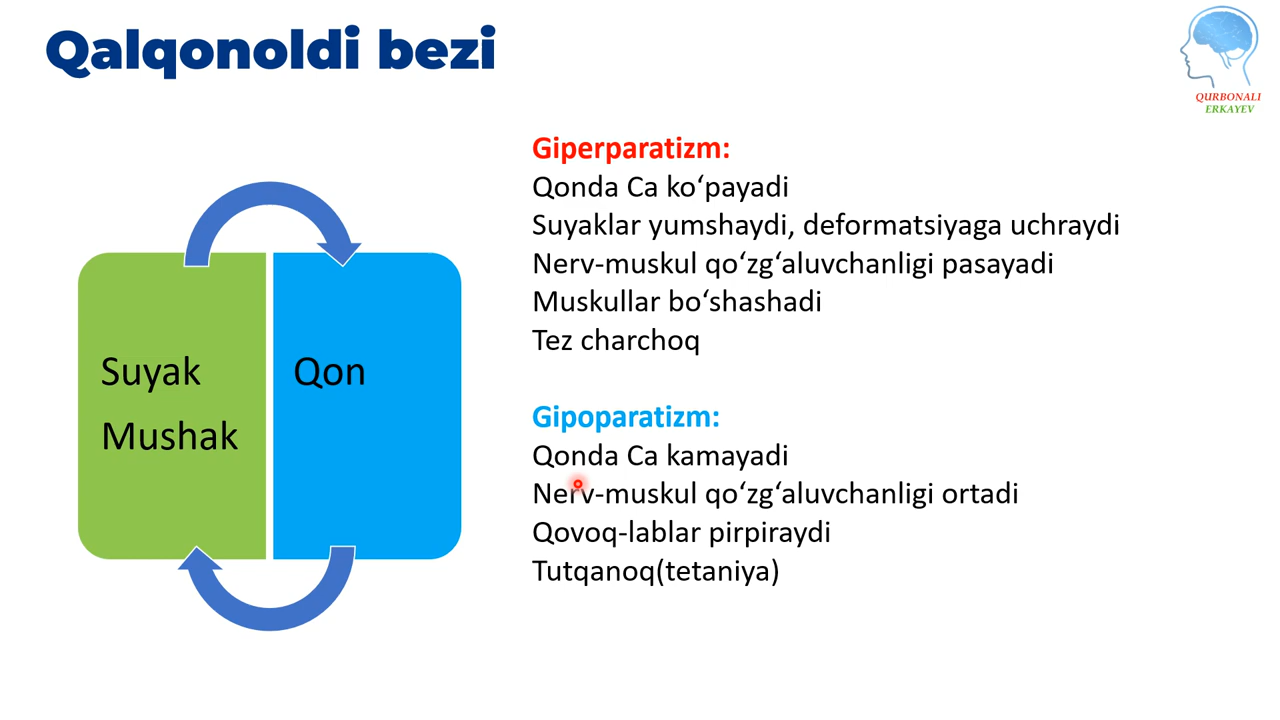 Qalqonoldi bezi
QURBONALI
ERKAYEV
Giperparatizm:
Qonda Ca ko‘payadi
Suyaklar yumshaydi, deformatsiyaga uchraydi
Nerv-muskul qo‘zg‘aluvchanligi pasayadi
Muskullar bo‘shashadi
Tez charchoq
Suyak
Mushak
Qon
Gipoparatizm:
Qonda Ca kamayadi
Nerv-muskul qo‘zg‘aluvchanligi ortadi
Qovoq-lablar pirpiraydi
Tutqanoq(tetaniya)